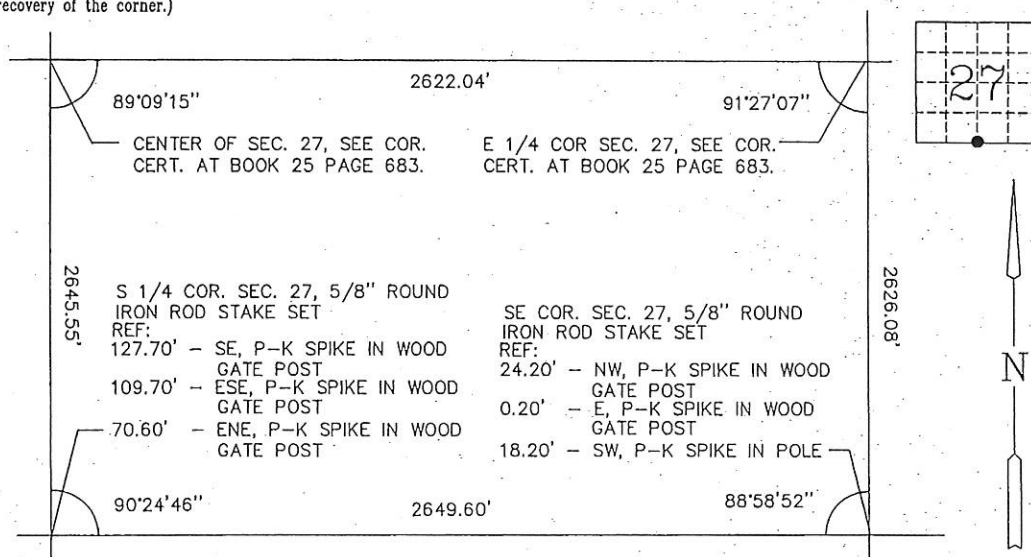 recovery of the corner.)
2622.04'
89°09'15"
91°27'07"
27
CENTER OF SEC. 27, SEE COR.
CERT. AT BOOK 25 PAGE 683.
E 1/4 COR SEC. 27, SEE COR.
CERT. AT BOOK 25 PAGE 683.
2645.55'
S 1/4 COR. SEC. 27, 5/8" ROUND
IRON ROD STAKE SET
REF:
127.70' - SE, P-K SPIKE IN WOOD
GATE POST
109.70' - ESE, P-K SPIKE IN WOOD
GATE POST
70.60' - ENE, P-K SPIKE IN WOOD
GATE POST
SE COR. SEC. 27, 5/8" ROUND
IRON ROD STAKE SET
REF:
24.20' - NW, P-K SPIKE IN WOOD
GATE POST
0.20' - E, P-K SPIKE IN WOOD
GATE POST
18.20' - SW, P-K SPIKE IN POLE
2626.08'
N
90°24'46"
2649.60'
88°58'52"